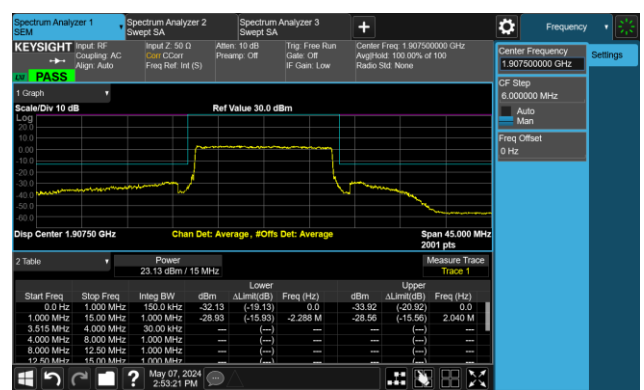 Spectrum Analyzer 1
SEM
Spectrum Analyzer 2
Swept SA
Spectrum Analyzer 3
Swept SA
Frequency
KEYSIGHT
Input: RF
Coupling: AC
Align: Auto
Input Z: 50 Ω
Corr CCorr
Freq Ref: Int (S)
Atten: 10 dB
Preamp: Off
Trig: Free Run
Gate: Off
IF Gain: Low
Center Freq: 1.907500000 GHz
Avg|Hold: 100.00% of 100
Radio Std: None
PASS
Center Frequency
1.907500000 GHz
Settings
CF Step
6.000000 MHz
Auto
Man
Freq Offset
0 Hz
1 Graph
Scale/Div 10 dB
Ref Value 30.0 dBm
Log
20.0
10.0
0.00
-10.0
-20.0
-30.0
-40.0
-50.0
-60.0
Disp Center 1.90750 GHz
Chan Det: Average, #Offs Det: Average
Span 45.000 MHz
2001 pts
2 Table
Power
23.13 dBm / 15 MHz
Measure Trace
Trace 1
Lower Upper
Start Freq Stop Freq Integ BW dBm ΔLimit(dB) Freq (Hz) dBm ΔLimit(dB) Freq (Hz)
0.0 Hz 1.000 MHz 150.0 kHz -32.13 (-19.13) 0.0 -33.92 (-20.92) 0.0
1.000 MHz 15.00 MHz 1.000 MHz -28.93 (-15.93) -2.288 M -28.56 (-15.56) 2.040 M
3.515 MHz 4.000 MHz 30.00 kHz --- (---) --- --- (---) ---
4.000 MHz 8.000 MHz 1.000 MHz --- (---) --- --- (---) ---
8.000 MHz 12.50 MHz 1.000 MHz --- (---) --- --- (---) ---
12.50 MHz 15.00 MHz 1.000 MHz --- (---) --- --- (---) ---
?
May 07, 2024
2:53:21 PM